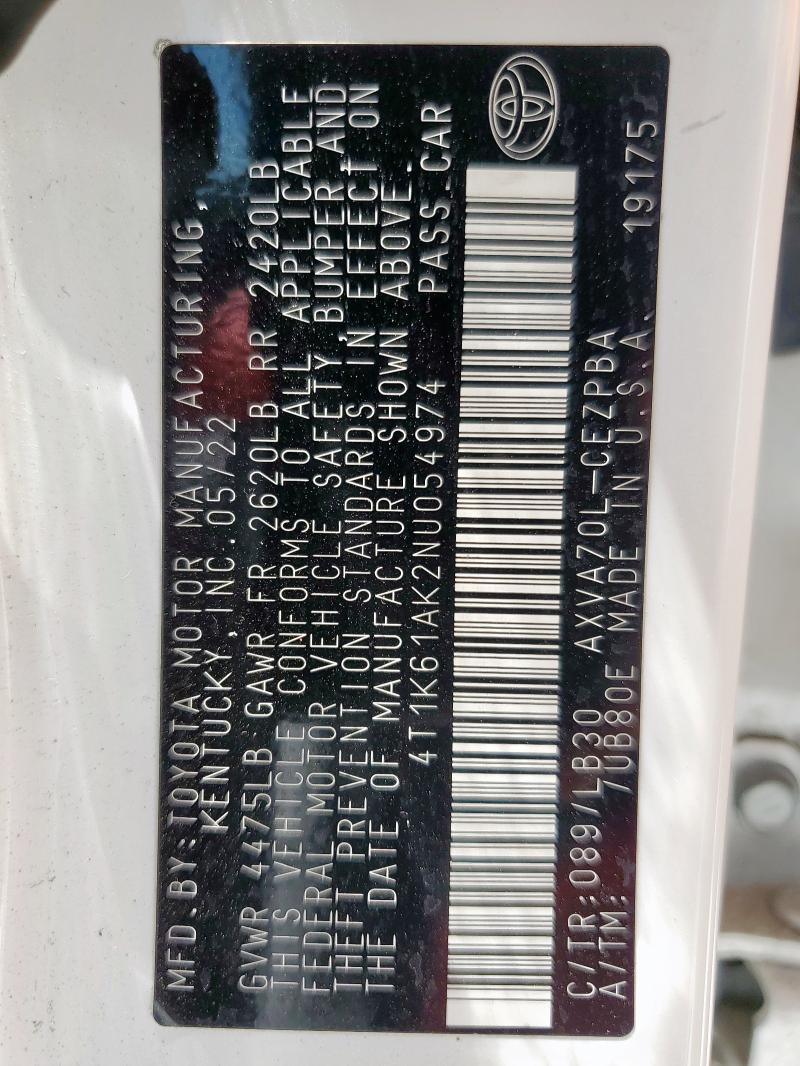 MFD.BY:TOYOTA MOTOR MANUFACTURING,
KENTUCKY,INC.05/22
GVWR 4475LB GAWR FR 2620LB RR 2420LB
THIS VEHICLE CONFORMS TO ALL APPLICABLE
FEDERAL MOTOR VEHICLE SAFETY,BUMPER AND
THEFT PREVENTION STANDARDS IN EFFECT ON
THE DATE OF MANUFACTURE SHOWN ABOVE.
4T1K61AK2NU054974 PASS.CAR
C/TR:089/LB30 AXVA70L-CEZPBA
A/TM: /UB80E MADE IN U.S.A. 19175